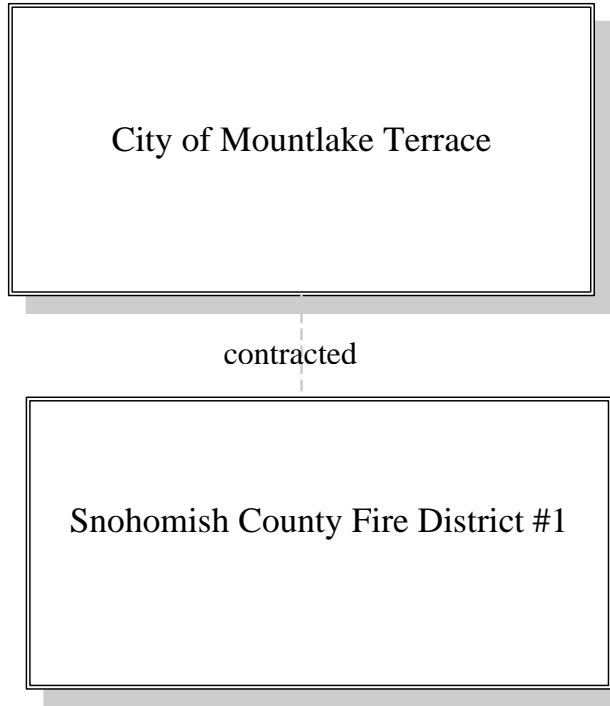 City of Mountlake Terrace
contracted
Snohomish County Fire District #1